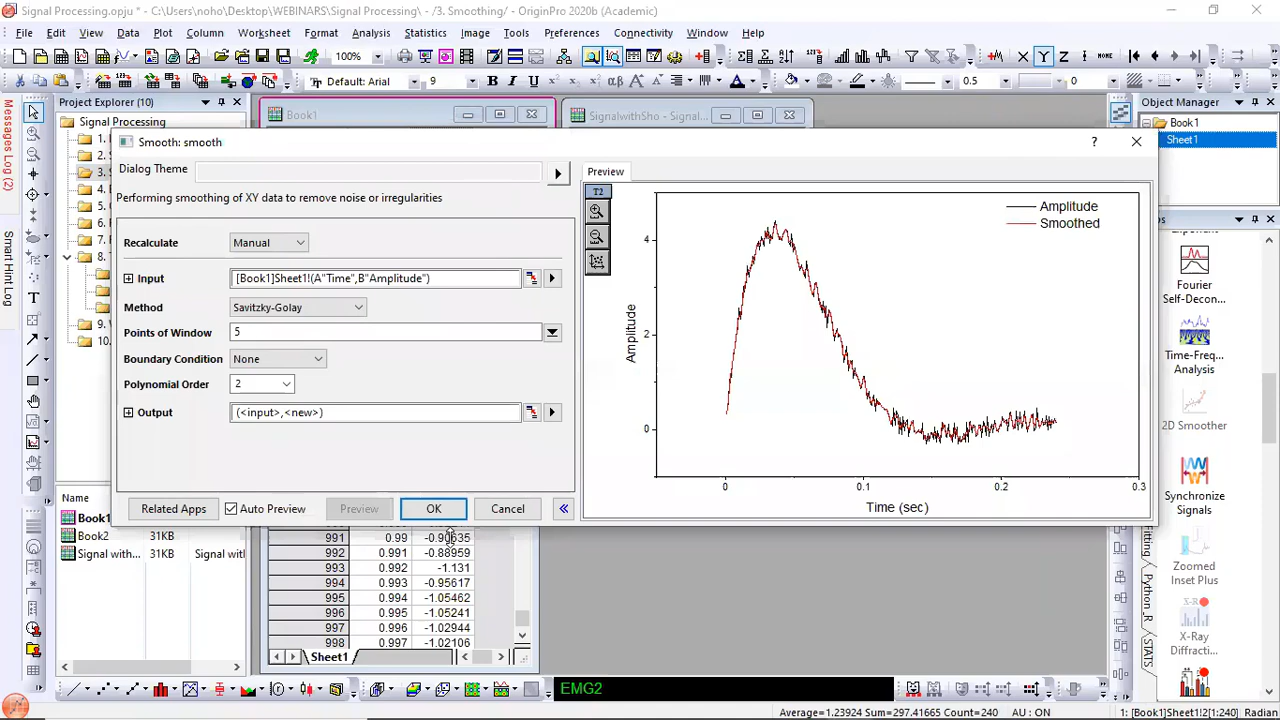 Signal Processing.opju * - C:\Users\noho\Desktop\WEBINARS\Signal Processing\ - /3. Smoothing/ - OriginPro 2020b (Academic)
File Edit View Data Plot Column Worksheet Format Analysis Statistics Image Tools Preferences Connectivity Window Help
100%
Default: Arial 9 B I U 0.5 0
Messages Log (2)
Smart Hint Log
Project Explorer (10)
Signal Processing
Book1
SignalwithSho - Signal...
Object Manager
Book1
Sheet1
Smooth: smooth
Dialog Theme
Performing smoothing of XY data to remove noise or irregularities
Recalculate Manual
Input [Book1]Sheet1!(A"Time",B"Amplitude")
Method Savitzky-Golay
Points of Window 5
Boundary Condition None
Polynomial Order 2
Output (<input>,<new>)
Related Apps Auto Preview Preview OK Cancel
Preview
T2
Amplitude
Smoothed
Amplitude
4
2
0
0 0.1 0.2 0.3
Time (sec)
Fourier
Self-Decon...
Time-Freq...
Analysis
2D Smoother
Synchronize
Signals
Zoomed
Inset Plus
X-Ray
Diffracti...
Fitting
Python_R
STATS
Name
Book1
Book2 31KB
Signal with... 31KB Signal with
991 0.99 -0.90635
992 0.991 -0.88959
993 0.992 -1.131
994 0.993 -0.95617
995 0.994 -1.05462
996 0.995 -1.05241
997 0.996 -1.02944
998 0.997 -1.02106
Sheet1
EMG2
Average=1.23924 Sum=297.41665 Count=240 AU : ON 1: [Book1]Sheet1!2[1:240] Radian